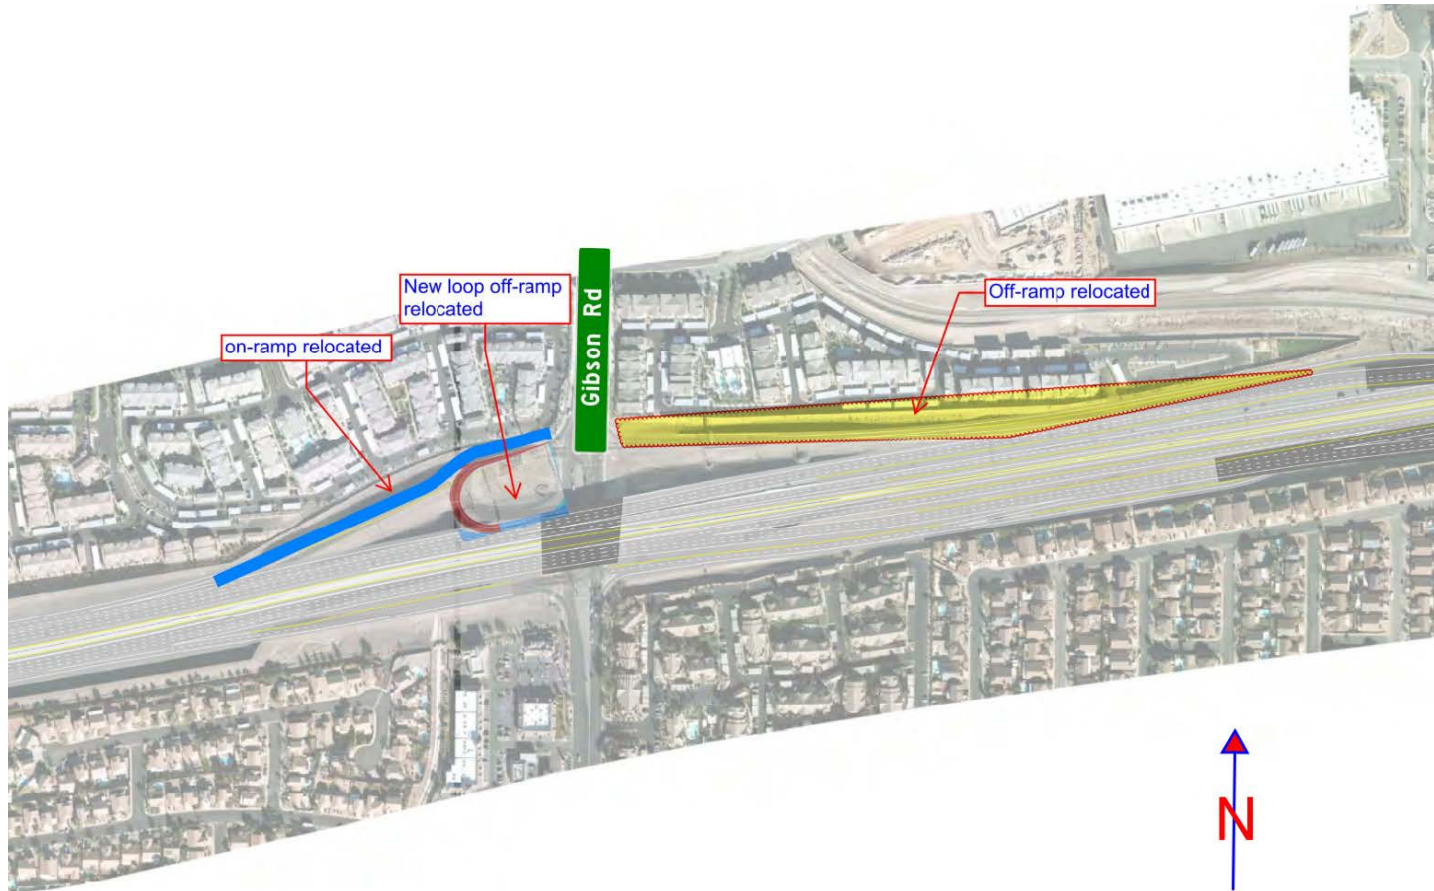 New loop off-ramp
relocated
Off-ramp relocated
on-ramp relocated
Gibson Rd
N